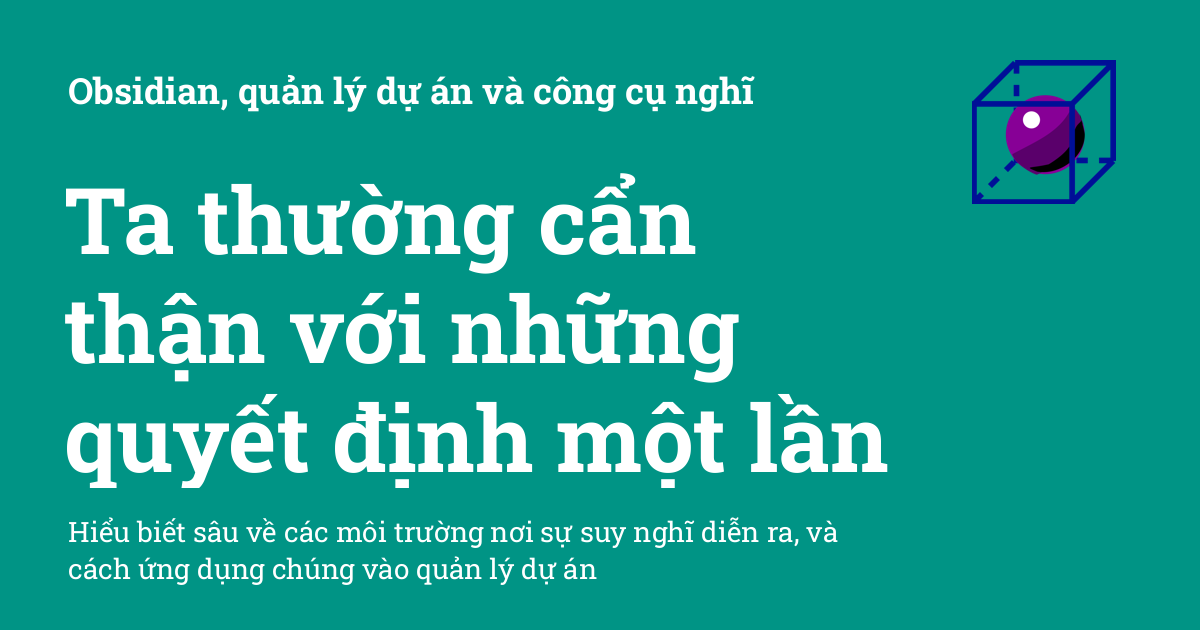 Obsidian, quản lý dự án và công cụ nghĩ
Ta thường cẩn
thận với những
quyết định một lần
Hiểu biết sâu về các môi trường nơi sự suy nghĩ diễn ra, và
cách ứng dụng chúng vào quản lý dự án